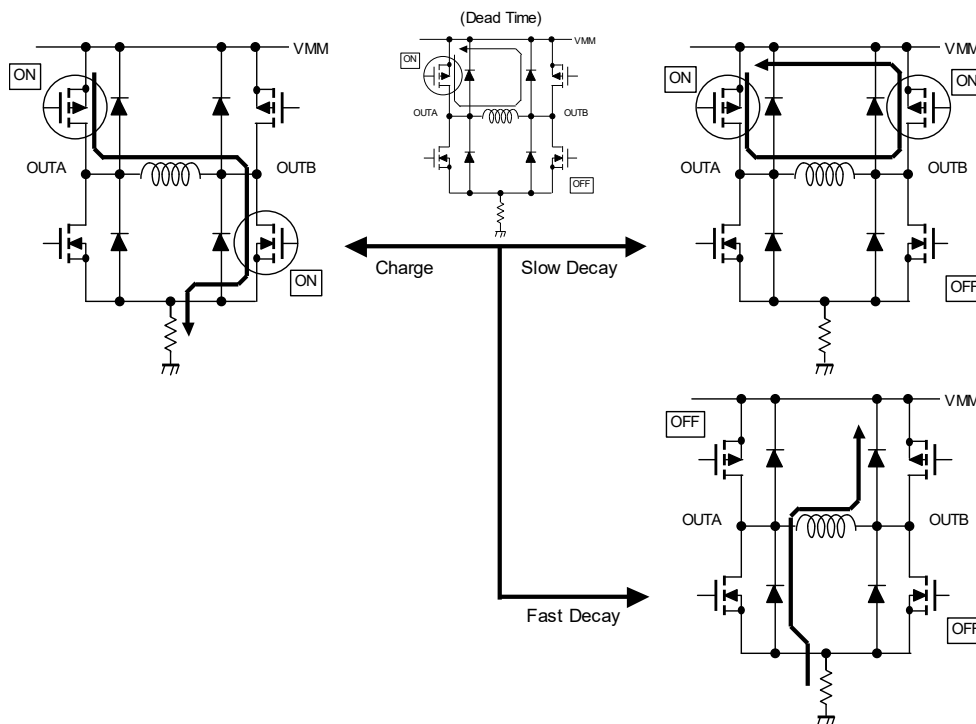 (Dead Time)
VMM
ON
OUTA
OUTB
ON
VMM
ON
OUTA
OUTB
OFF
VMM
ON
ON
OUTA
OUTB
OFF
Charge
Slow Decay
VMM
OFF
OUTA
OUTB
OFF
Fast Decay